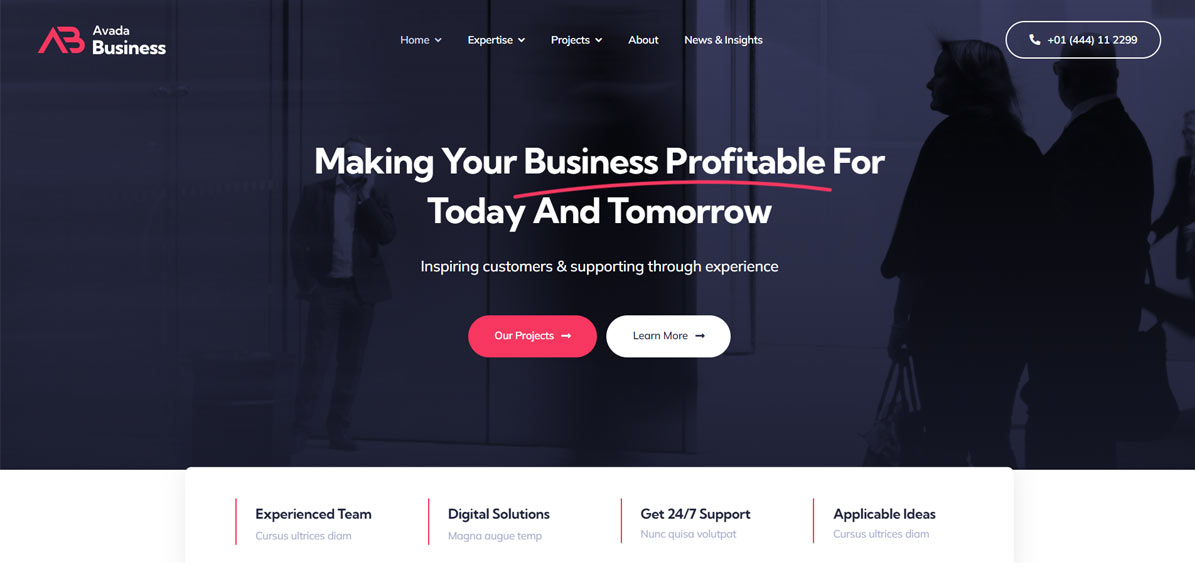 Avada
Business
Home
Expertise
Projects
About
News & Insights
+01 (444) 11 2299
Making Your Business Profitable For
Today And Tomorrow
Inspiring customers & supporting through experience
Our Projects
Learn More
Experienced Team
Cursus ultrices diam
Digital Solutions
Magna augue temp
Get 24/7 Support
Nunc quisa volutpat
Applicable Ideas
Cursus ultrices diam